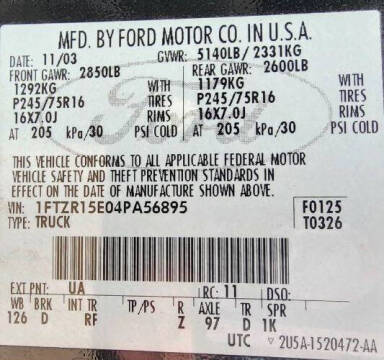 MFD. BY FORD MOTOR CO. IN U.S.A.
DATE: 11/03 GVWR: 5140LB / 2331KG
FRONT GAWR: 2850LB REAR GAWR: 2600LB
1292KG WITH 1179KG WITH
P245/75R16 TIRES P245/75R16 TIRES
16X7.0J RIMS 16X7.0J RIMS
AT 205 kPa/30 PSI COLD AT 205 kPa/30 PSI COLD
THIS VEHICLE CONFORMS TO ALL APPLICABLE FEDERAL MOTOR
VEHICLE SAFETY AND THEFT PREVENTION STANDARDS IN
EFFECT ON THE DATE OF MANUFACTURE SHOWN ABOVE.
VIN: 1FTZR15E04PA56895 F0125
TYPE: TRUCK T0326
EXT PNT: UA RC: 11 DSO:
WB BRK INT TR TP/PS R AXLE TR SPR
126 D RF Z 97 D 1K
UTC ▽ 2U5A-1520472-AA
Ford